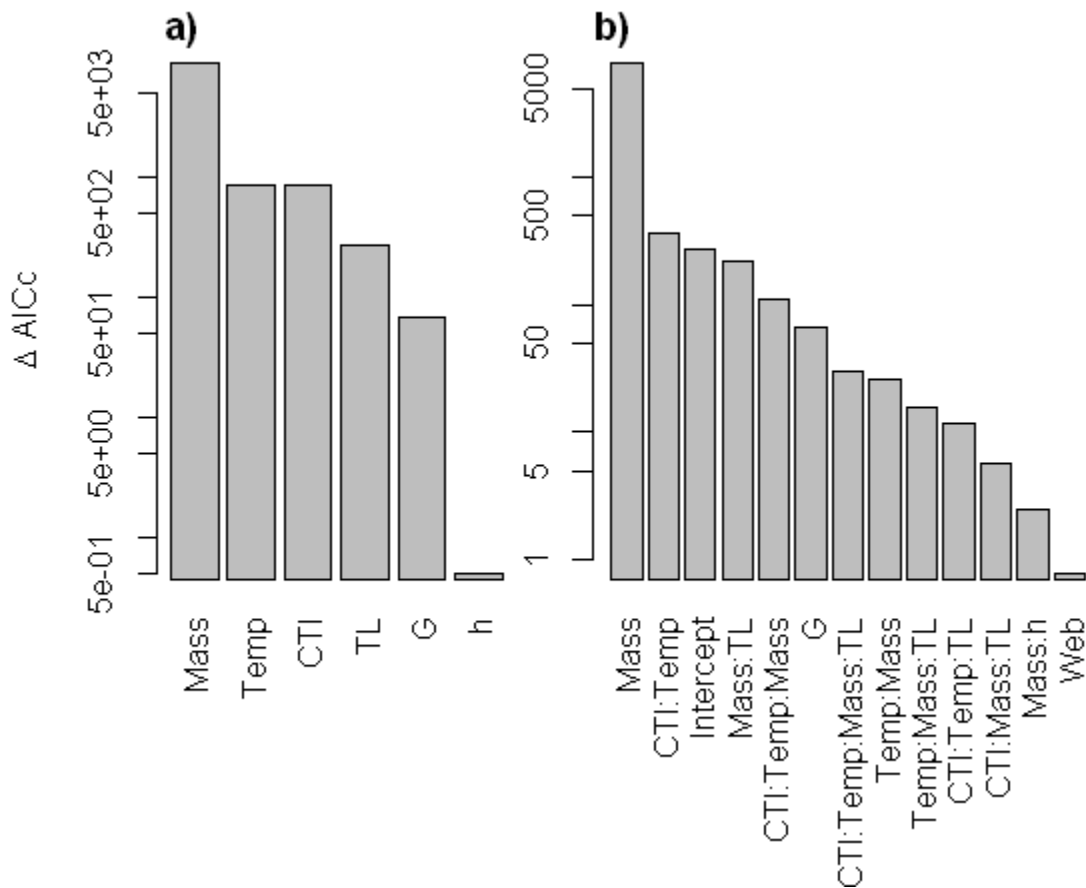 a)
b)
Δ AICc
5e+03
5e+02
5e+01
5e+00
5e-01
Mass
Temp
CTI
TL
G
h
5000
500
50
5
1
Mass
CTI:Temp
Intercept
Mass:TL
CTI:Temp:Mass
G
CTI:Temp:Mass:TL
Temp:Mass
Temp:Mass:TL
CTI:Temp:TL
CTI:Mass:TL
Mass:h
Web